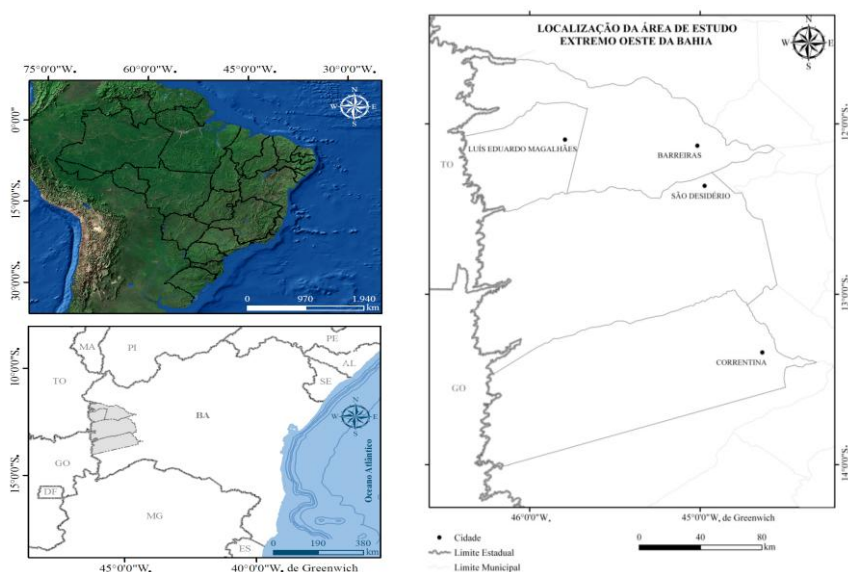 75°0'0"W.
60°0'0"W.
45°0'0"W.
30°0'0"W.
0°0'0"
15°0'0"S.
30°0'0"S.
N
W
E
S
0 970 1.940
km
10°0'0"S.
15°0'0"S.
MA
PI
PE
AL
SE
TO
BA
GO
DF
MG
ES
N
W
E
S
Oceano Atlântico
0 190 380
km
45°0'0"W.
40°0'0"W, de Greenwich
LOCALIZAÇÃO DA ÁREA DE ESTUDO
EXTREMO OESTE DA BAHIA
N
W
E
S
12°0'0"S.
13°0'0"S.
14°0'0"S.
TO
LUÍS EDUARDO MAGALHÃES
BARREIRAS
SÃO DESIDÉRIO
CORRENTINA
GO
46°0'0"W.
45°0'0"W, de Greenwich
Cidade
Limite Estadual
Limite Municipal
0 40 80
km